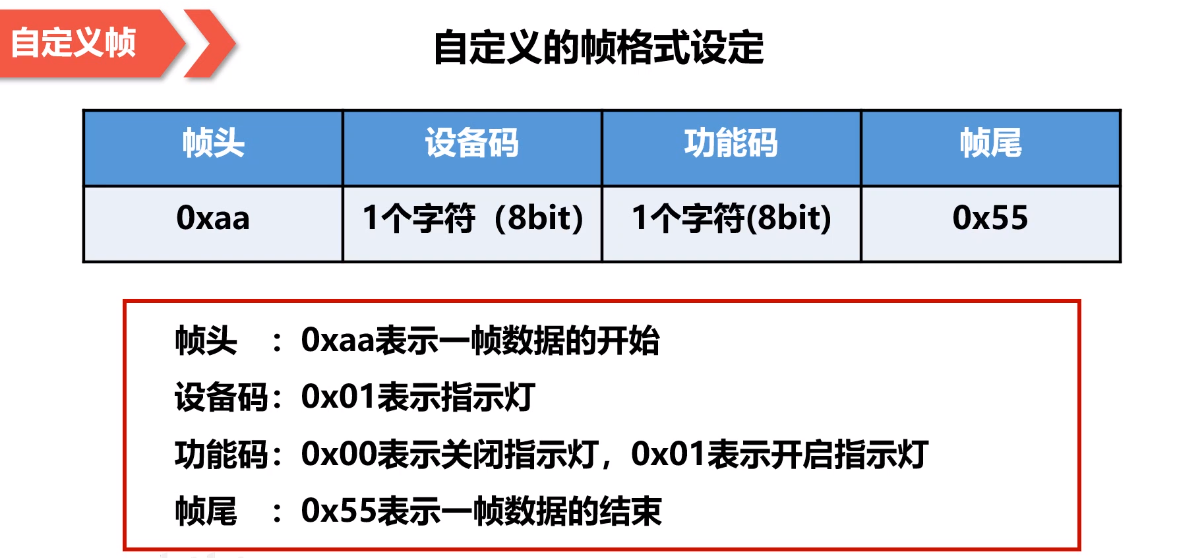 自定义帧
自定义的帧格式设定
帧头 设备码 功能码 帧尾
0xaa 1个字符（8bit） 1个字符(8bit) 0x55
帧头 ：0xaa表示一帧数据的开始
设备码：0x01表示指示灯
功能码：0x00表示关闭指示灯，0x01表示开启指示灯
帧尾 ：0x55表示一帧数据的结束